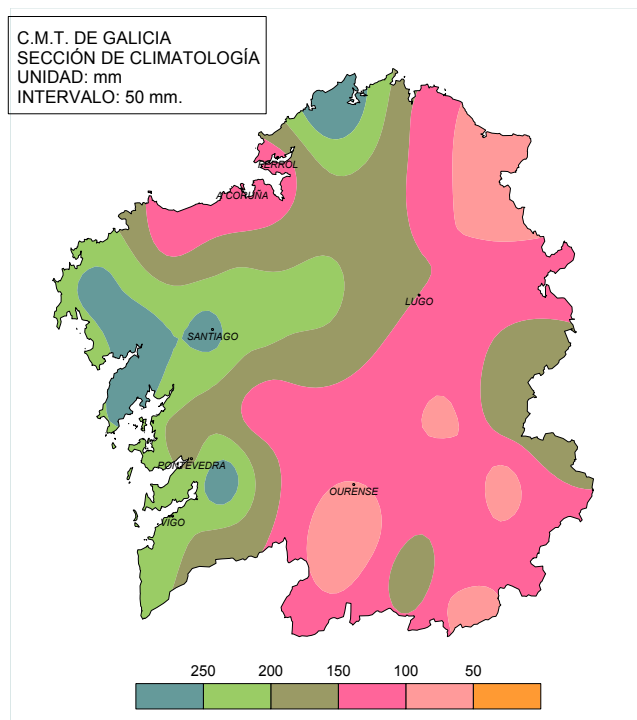 C.M.T. DE GALICIA
SECCIÓN DE CLIMATOLOGÍA
UNIDAD: mm
INTERVALO: 50 mm.
FERROL
A CORUÑA
LUGO
SANTIAGO
PONTEVEDRA
OURENSE
VIGO
250 200 150 100 50